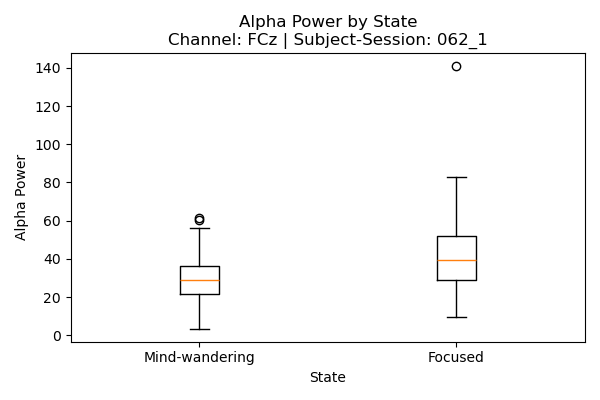 Alpha Power by State
Channel: FCz | Subject-Session: 062_1
140
120
100
80
60
40
20
0
Alpha Power
Mind-wandering
Focused
State